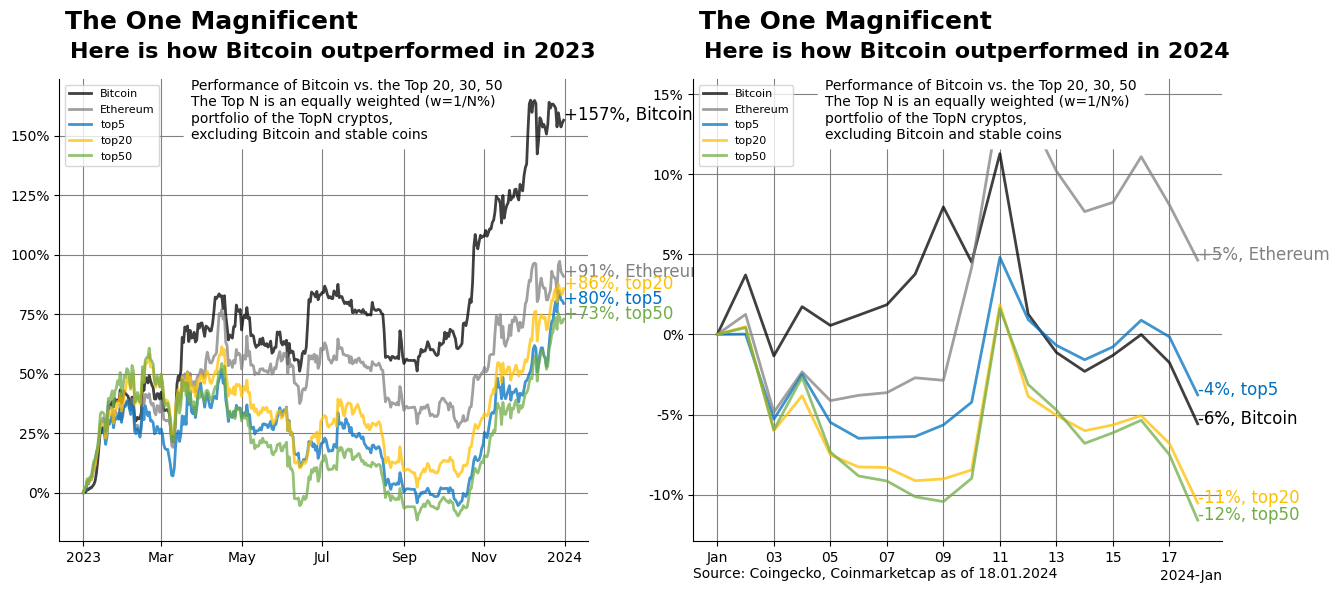 The One Magnificent
Here is how Bitcoin outperformed in 2023
Bitcoin
Ethereum
top5
top20
top50
Performance of Bitcoin vs. the Top 20, 30, 50
The Top N is an equally weighted (w=1/N%)
portfolio of the TopN cryptos,
excluding Bitcoin and stable coins
150%
125%
100%
75%
50%
25%
0%
+157%, Bitcoin
+91%, Ethereum
+86%, top20
+80%, top5
+73%, top50
2023 Mar May Jul Sep Nov 2024
The One Magnificent
Here is how Bitcoin outperformed in 2024
Bitcoin
Ethereum
top5
top20
top50
Performance of Bitcoin vs. the Top 20, 30, 50
The Top N is an equally weighted (w=1/N%)
portfolio of the TopN cryptos,
excluding Bitcoin and stable coins
15%
10%
5%
0%
-5%
-10%
+5%, Ethereum
-4%, top5
-6%, Bitcoin
-11%, top20
-12%, top50
Jan 03 05 07 09 11 13 15 17
2024-Jan
Source: Coingecko, Coinmarketcap as of 18.01.2024